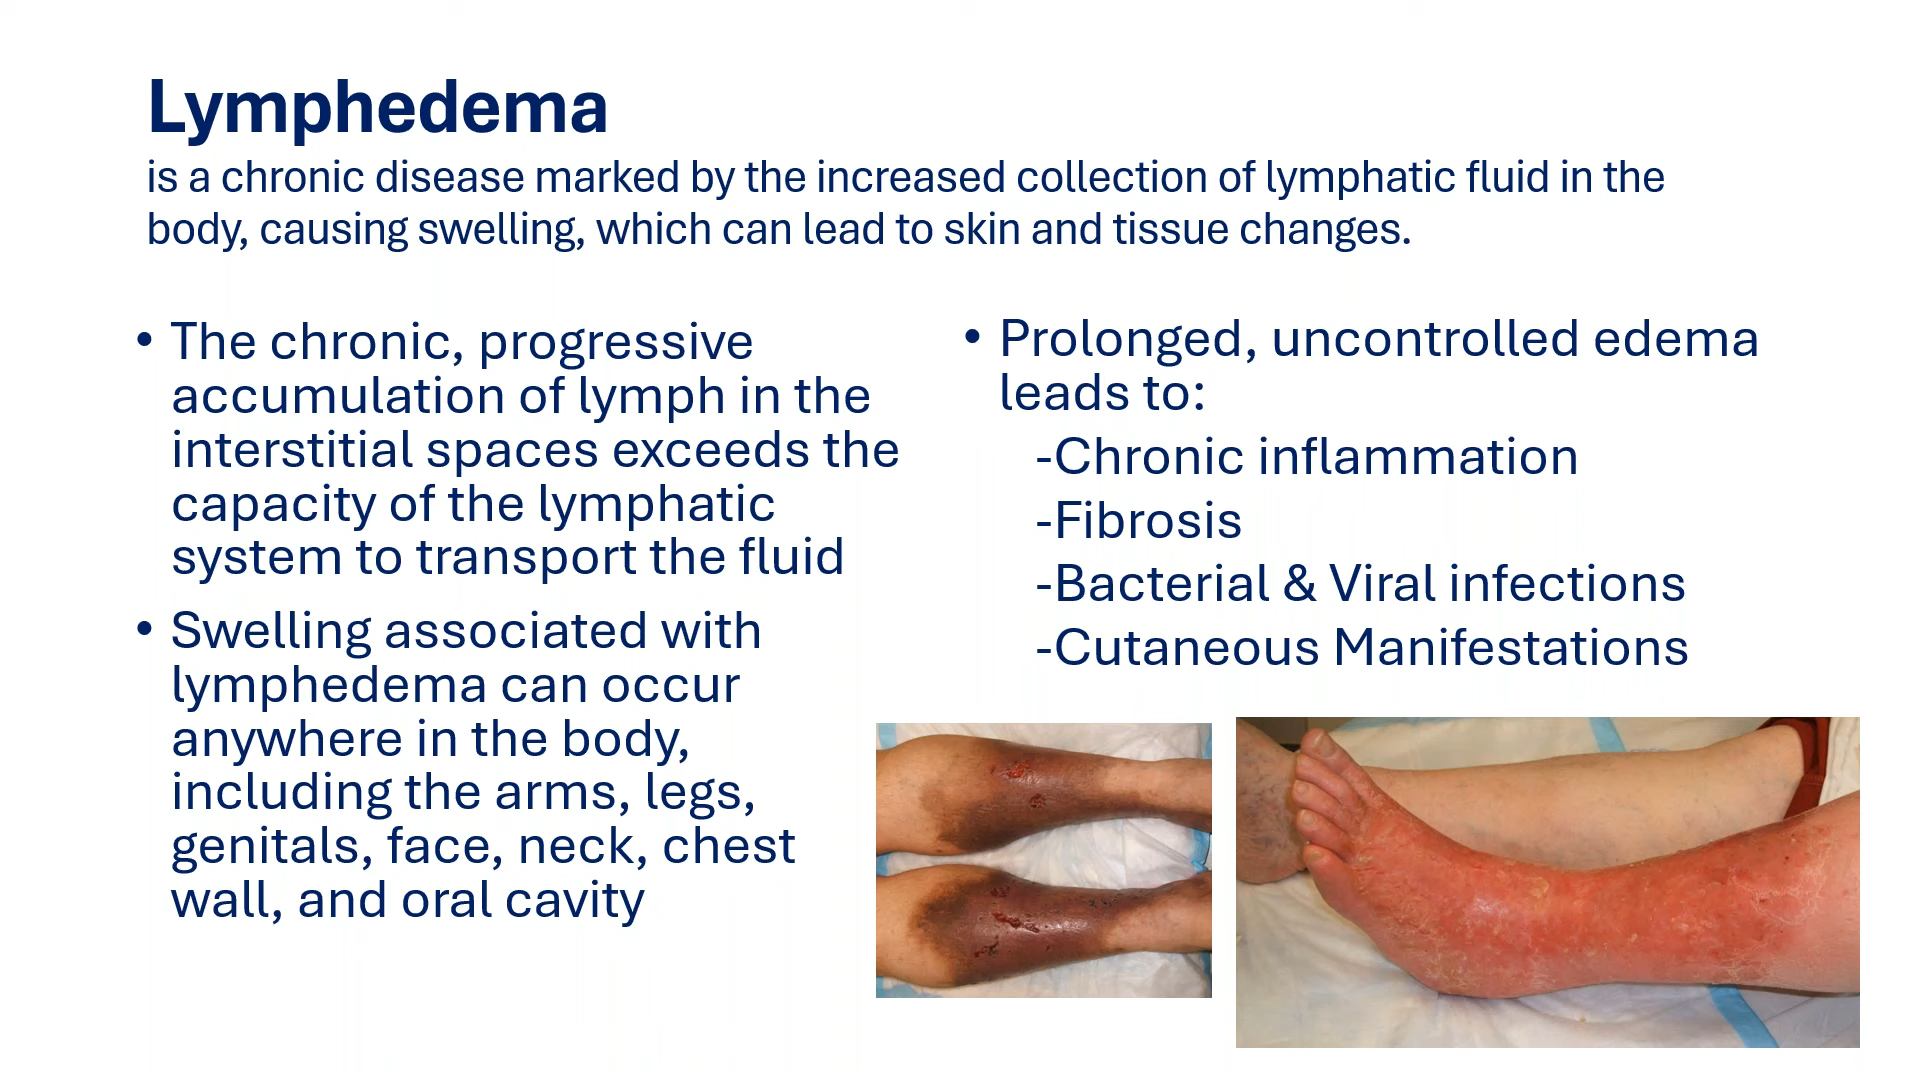 Lymphedema
is a chronic disease marked by the increased collection of lymphatic fluid in the
body, causing swelling, which can lead to skin and tissue changes.
• The chronic, progressive
accumulation of lymph in the
interstitial spaces exceeds the
capacity of the lymphatic
system to transport the fluid
• Swelling associated with
lymphedema can occur
anywhere in the body,
including the arms, legs,
genitals, face, neck, chest
wall, and oral cavity
• Prolonged, uncontrolled edema
leads to:
-Chronic inflammation
-Fibrosis
-Bacterial & Viral infections
-Cutaneous Manifestations